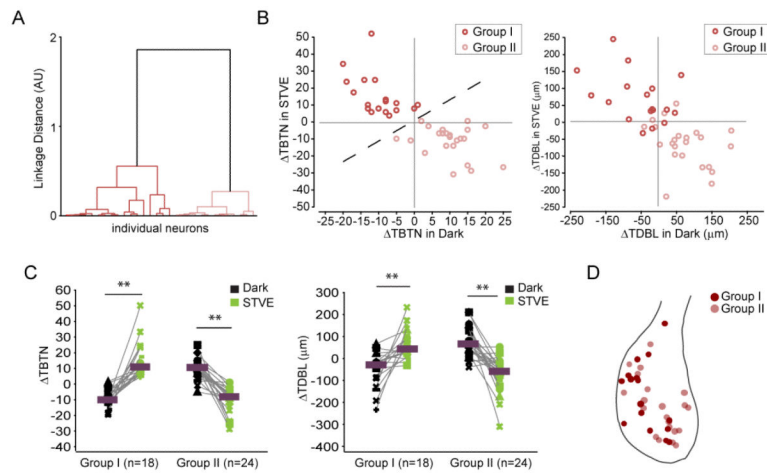 A
2
1
0
Linkage Distance (AU)
individual neurons
B
Group I
Group II
50
40
30
20
10
0
-10
-20
-30
-40
-50
ΔTBTN in STVE
-20 -15 -10 -5 0 5 10 15 20 25
ΔTBTN in Dark
Group I
Group II
250
200
150
100
50
0
-50
-100
-150
-200
-250
ΔTDBL in STVE (μm)
-250 -150 -50 50 150 250
ΔTDBL in Dark (μm)
C
Dark
STVE
**
**
60
50
40
30
20
10
0
-10
-20
-30
-40
ΔTBTN
Group I (n=18) Group II (n=24)
Dark
STVE
**
**
300
200
100
0
-100
-200
-300
-400
ΔTDBL (μm)
Group I (n=18) Group II (n=24)
D
Group I
Group II